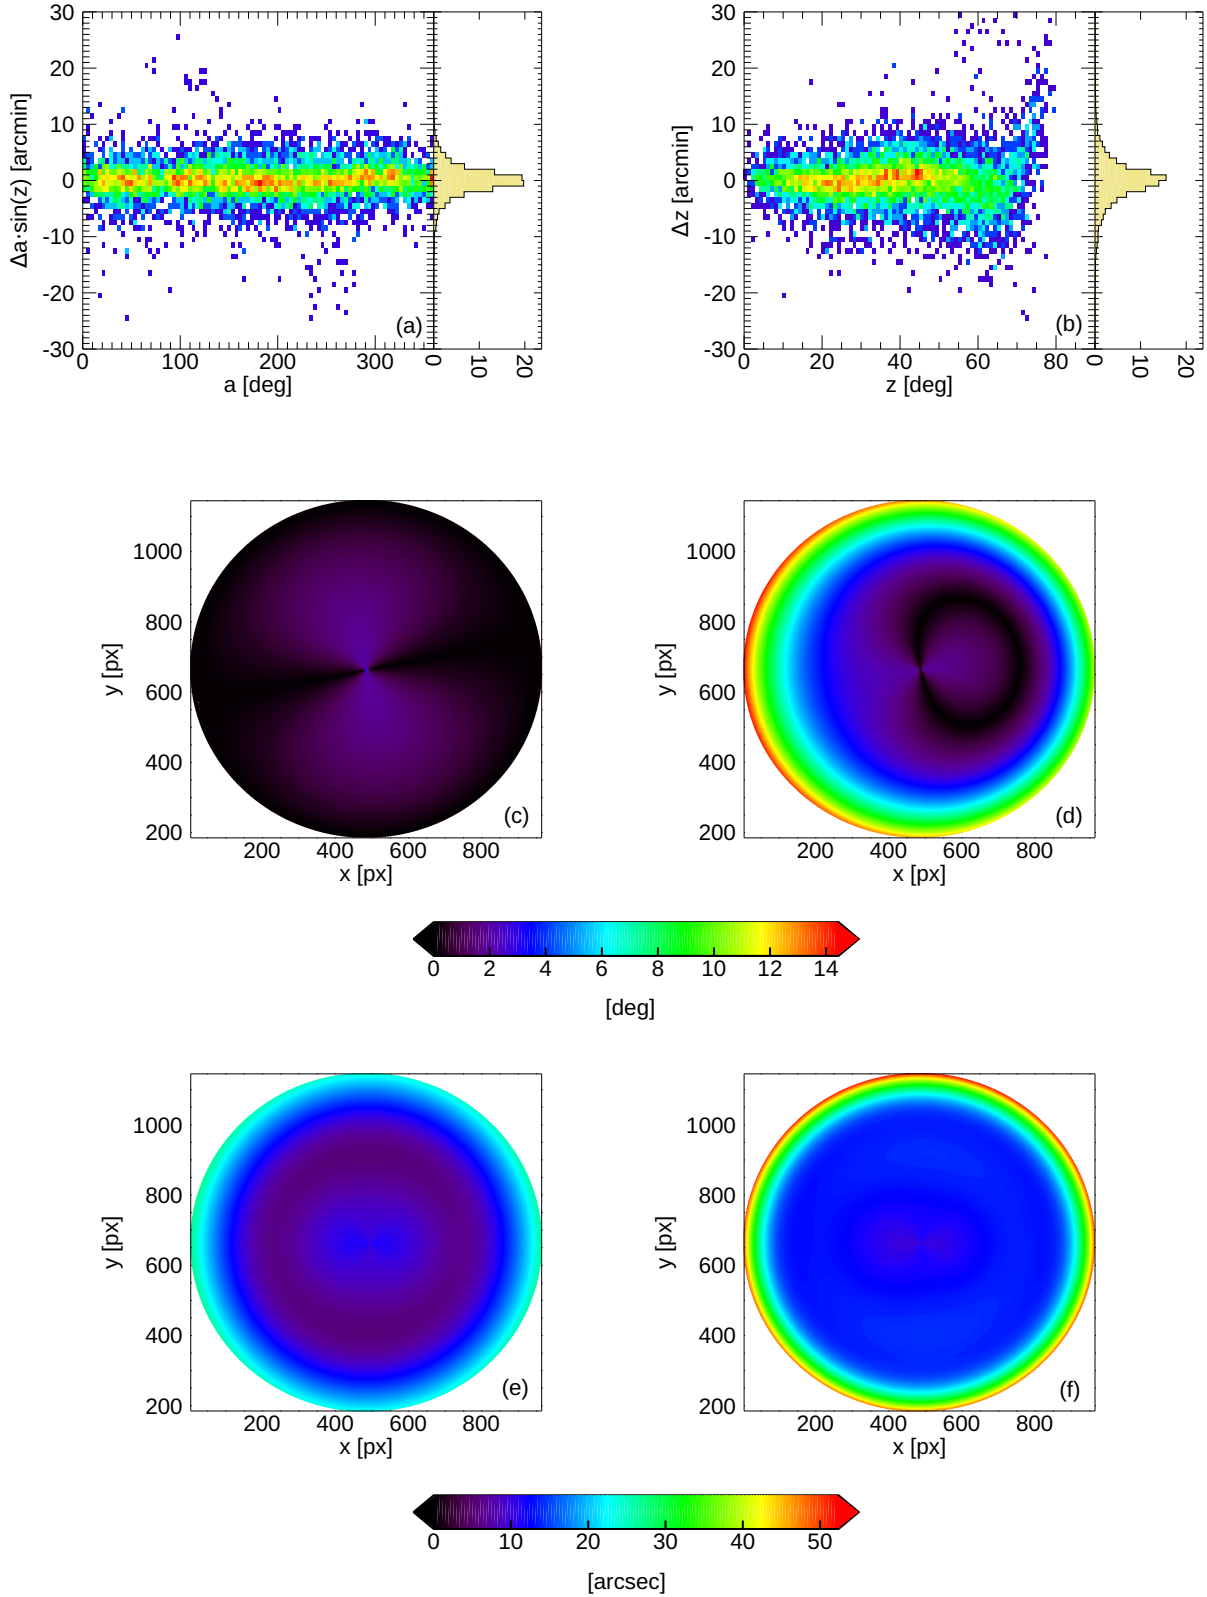 30
20
10
0
-10
-20
-30
Δa·sin(z) [arcmin]
0 100 200 300
a [deg]
(a)
0 10 20
30
20
10
0
-10
-20
-30
Δz [arcmin]
0 20 40 60 80
z [deg]
(b)
0 10 20
1000
800
600
400
200
y [px]
200 400 600 800
x [px]
(c)
1000
800
600
400
200
y [px]
200 400 600 800
x [px]
(d)
0 2 4 6 8 10 12 14
[deg]
1000
800
600
400
200
y [px]
200 400 600 800
x [px]
(e)
1000
800
600
400
200
y [px]
200 400 600 800
x [px]
(f)
0 10 20 30 40 50
[arcsec]